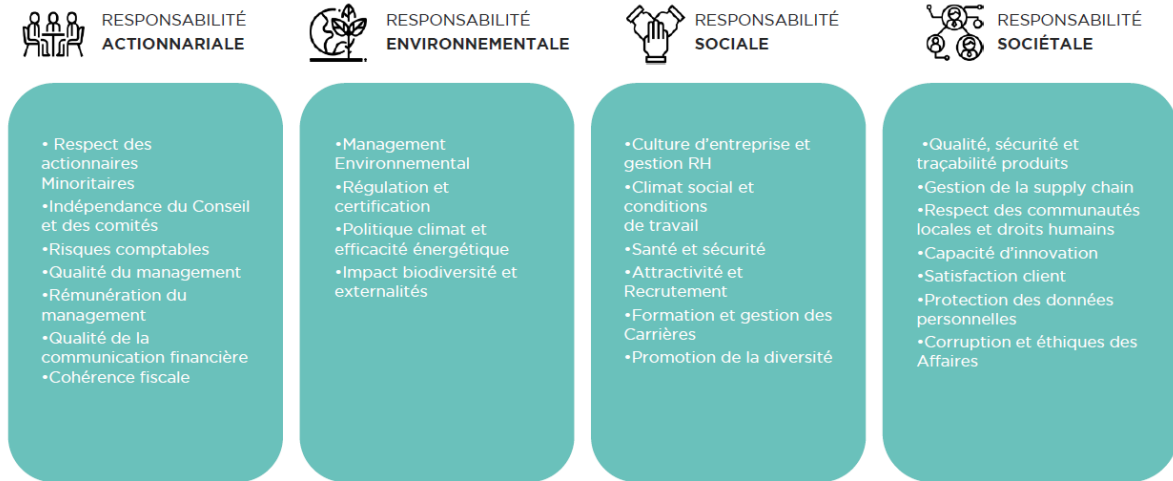 RESPONSABILITÉ
ACTIONNARIALE
• Respect des
actionnaires
Minoritaires
•Indépendance du Conseil
et des comités
•Risques comptables
•Qualité du management
•Rémunération du
management
•Qualité de la
communication financière
•Cohérence fiscale
RESPONSABILITÉ
ENVIRONNEMENTALE
•Management
Environnemental
•Régulation et
certification
•Politique climat et
efficacité énergétique
•Impact biodiversité et
externalités
RESPONSABILITÉ
SOCIALE
•Culture d'entreprise et
gestion RH
•Climat social et
conditions
de travail
•Santé et sécurité
•Attractivité et
Recrutement
•Formation et gestion des
Carrières
•Promotion de la diversité
RESPONSABILITÉ
SOCIÉTALE
•Qualité, sécurité et
traçabilité produits
•Gestion de la supply chain
•Respect des communautés
locales et droits humains
•Capacité d'innovation
•Satisfaction client
•Protection des données
personnelles
•Corruption et éthiques des
Affaires